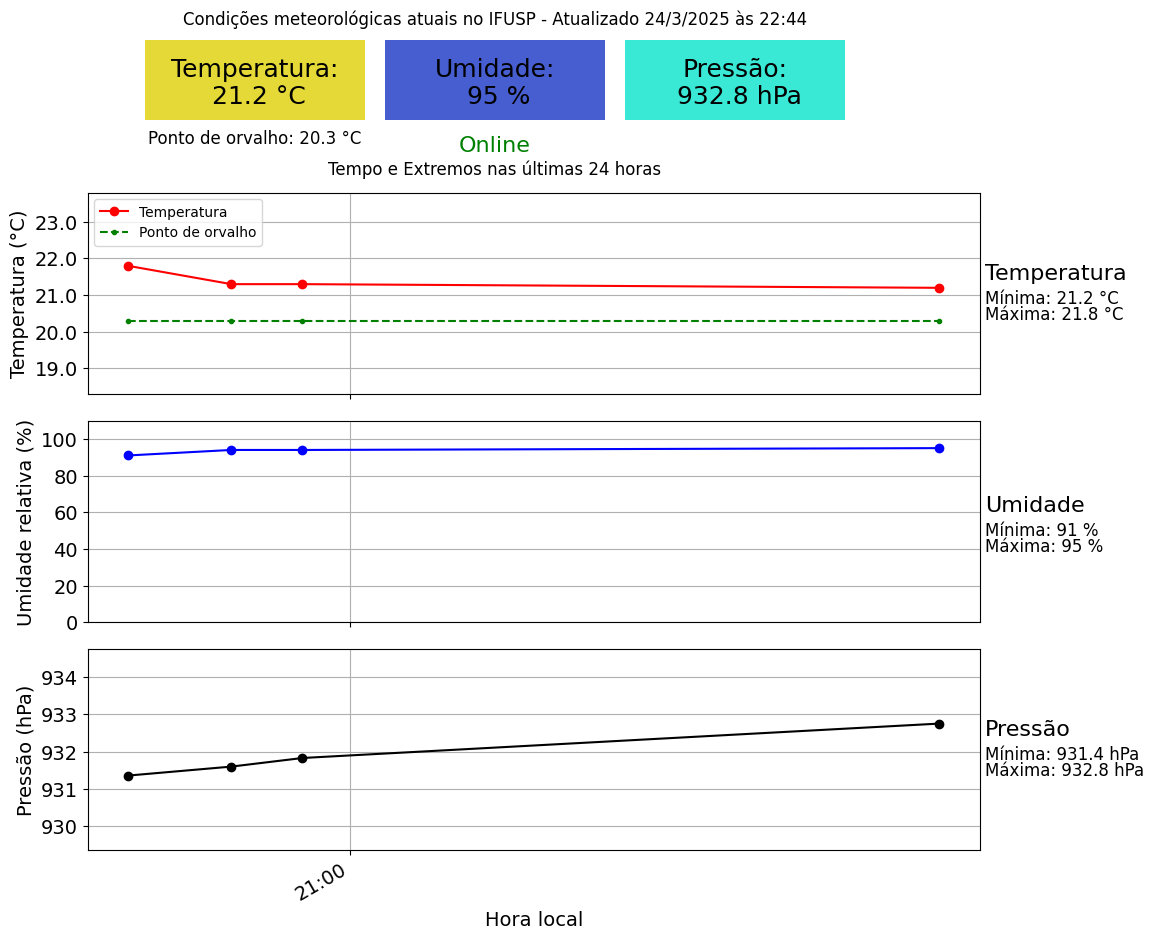 Condições meteorológicas atuais no IFUSP - Atualizado 24/3/2025 às 22:44
Temperatura:
21.2 °C
Umidade:
95 %
Pressão:
932.8 hPa
Ponto de orvalho: 20.3 °C
Online
Tempo e Extremos nas últimas 24 horas
Temperatura (°C)
23.0
22.0
21.0
20.0
19.0
Temperatura
Ponto de orvalho
Temperatura
Mínima: 21.2 °C
Máxima: 21.8 °C
Umidade relativa (%)
100
80
60
40
20
0
Umidade
Mínima: 91 %
Máxima: 95 %
Pressão (hPa)
934
933
932
931
930
Pressão
Mínima: 931.4 hPa
Máxima: 932.8 hPa
21:00
Hora local